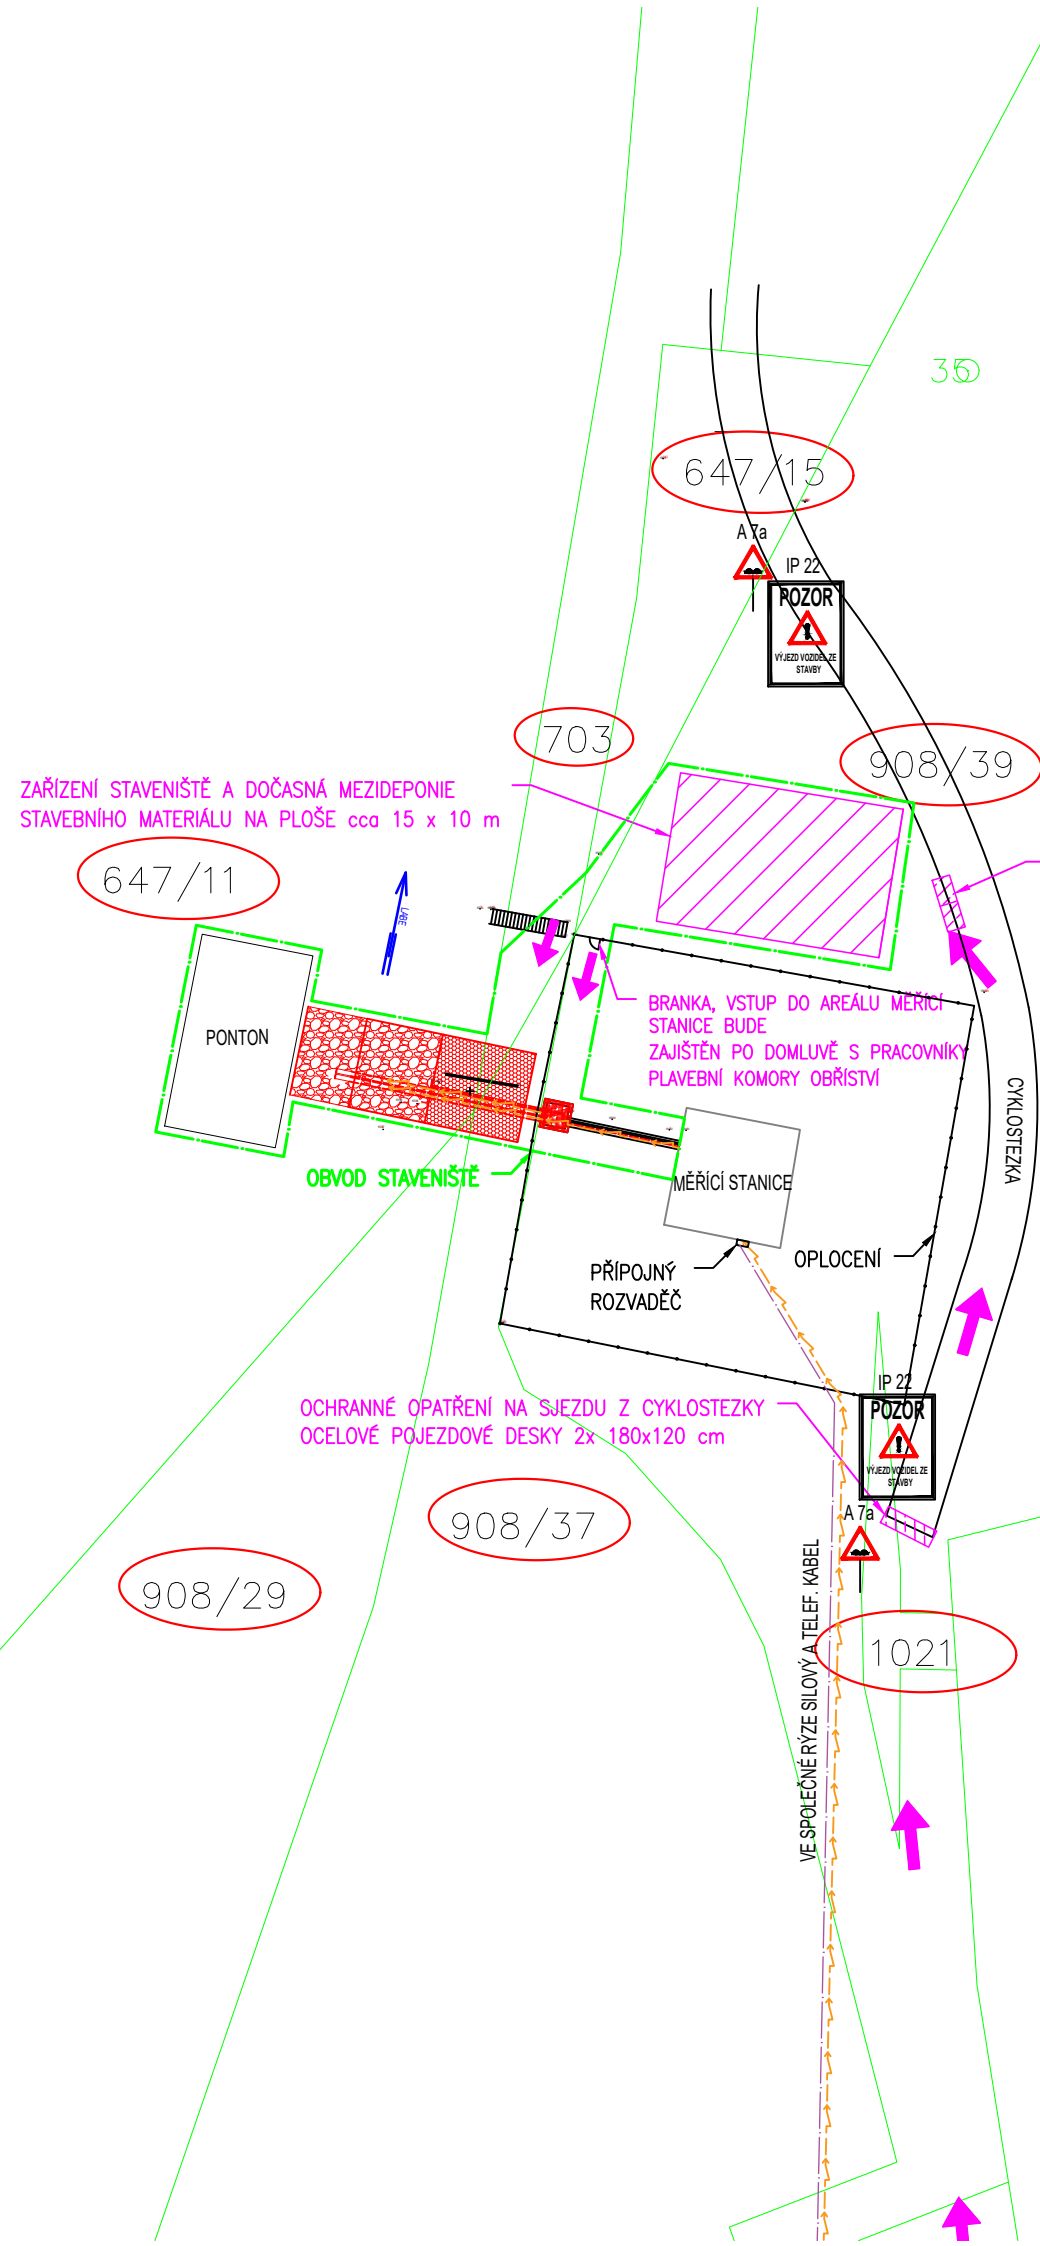 647/15
A 7a
IP 22
POZOR
VÝJEZD VOZIDEL ZE
STAVBY
703
908/39
ZAŘÍZENÍ STAVENIŠTĚ A DOČASNÁ MEZIDEPONIE
STAVEBNÍHO MATERIÁLU NA PLOŠE cca 15 x 10 m
647/11
LABE
BRANKA, VSTUP DO AREÁLU MĚŘÍCÍ
STANICE BUDE
ZAJIŠTĚN PO DOMLUVĚ S PRACOVNÍKY
PLAVEBNÍ KOMORY OBŘÍSTVÍ
PONTON
CYKLOSTEZKA
OBVOD STAVENIŠTĚ
MĚŘÍCÍ STANICE
OPLOCENÍ
PŘÍPOJNÝ
ROZVADĚČ
IP 22
POZOR
VÝJEZD VOZIDEL ZE
STAVBY
OCHRANNÉ OPATŘENÍ NA SJEZDU Z CYKLOSTEZKY
OCELOVÉ POJEZDOVÉ DESKY 2x 180x120 cm
A 7a
908/37
908/29
VE SPOLEČNÉ RÝZE SILOVÝ A TELEF. KABEL
1021